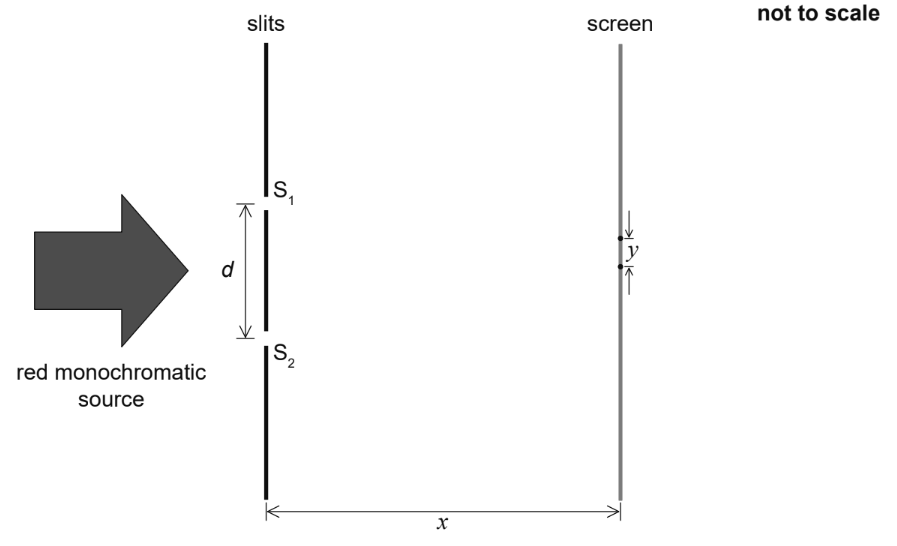 not to scale
slits
screen
S₁
y
d
S₂
red monochromatic
source
x